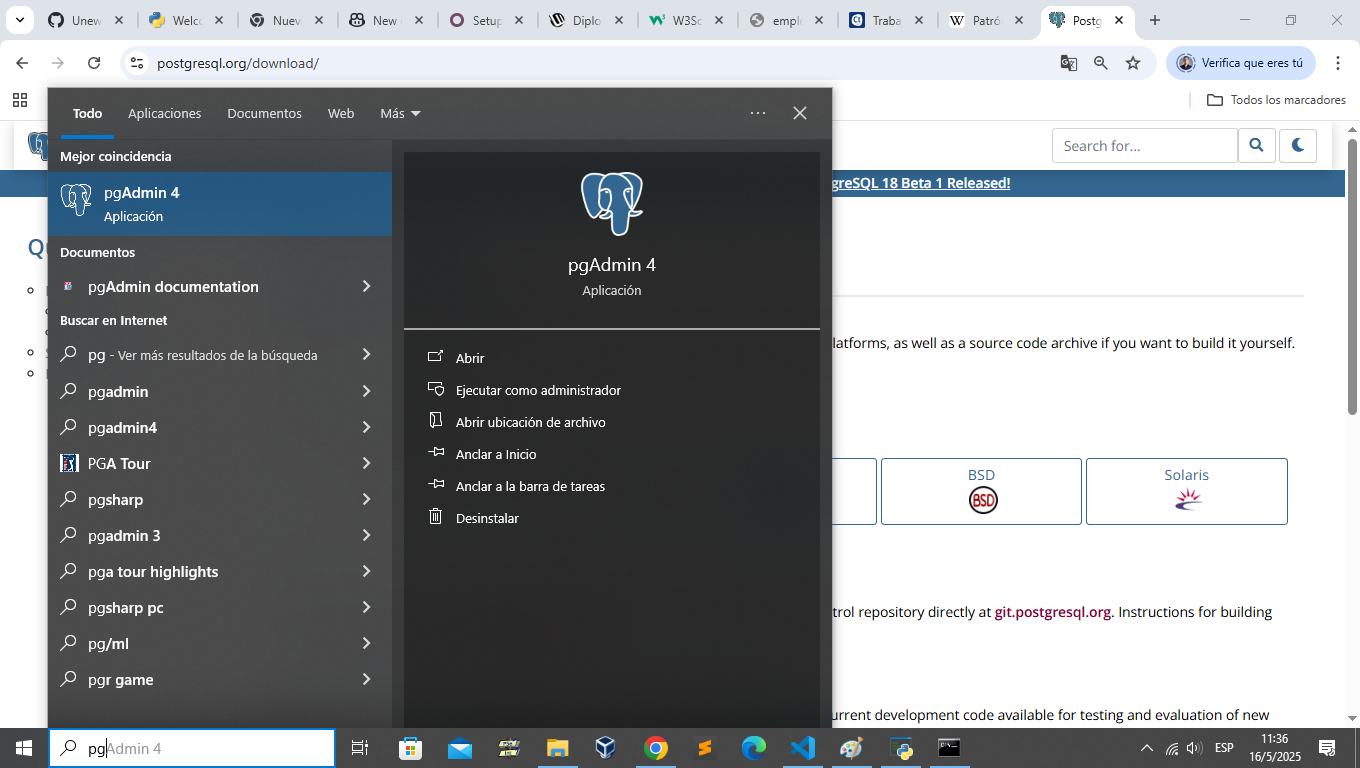 Unew
Welco
Nueva
New
Setup
Diplo
W3Sc
emple
Traba
Patró
Postg
postgresql.org/download/
Verifica que eres tú
Todos los marcadores
Todo
Aplicaciones
Documentos
Web
Más
Search for...
Mejor coincidencia
pgAdmin 4
Aplicación
Documentos
pgAdmin documentation
Buscar en Internet
pg - Ver más resultados de la búsqueda
pgadmin
pgadmin4
PGA Tour
pgsharp
pgadmin 3
pga tour highlights
pgsharp pc
pg/ml
pgr game
pgAdmin 4
Aplicación
Abrir
Ejecutar como administrador
Abrir ubicación de archivo
Anclar a Inicio
Anclar a la barra de tareas
Desinstalar
greSQL 18 Beta 1 Released!
latforms, as well as a source code archive if you want to build it yourself.
BSD
BSD
Solaris
trol repository directly at git.postgresql.org. Instructions for building
urrent development code available for testing and evaluation of new
pgAdmin 4
ESP
11:36
16/5/2025